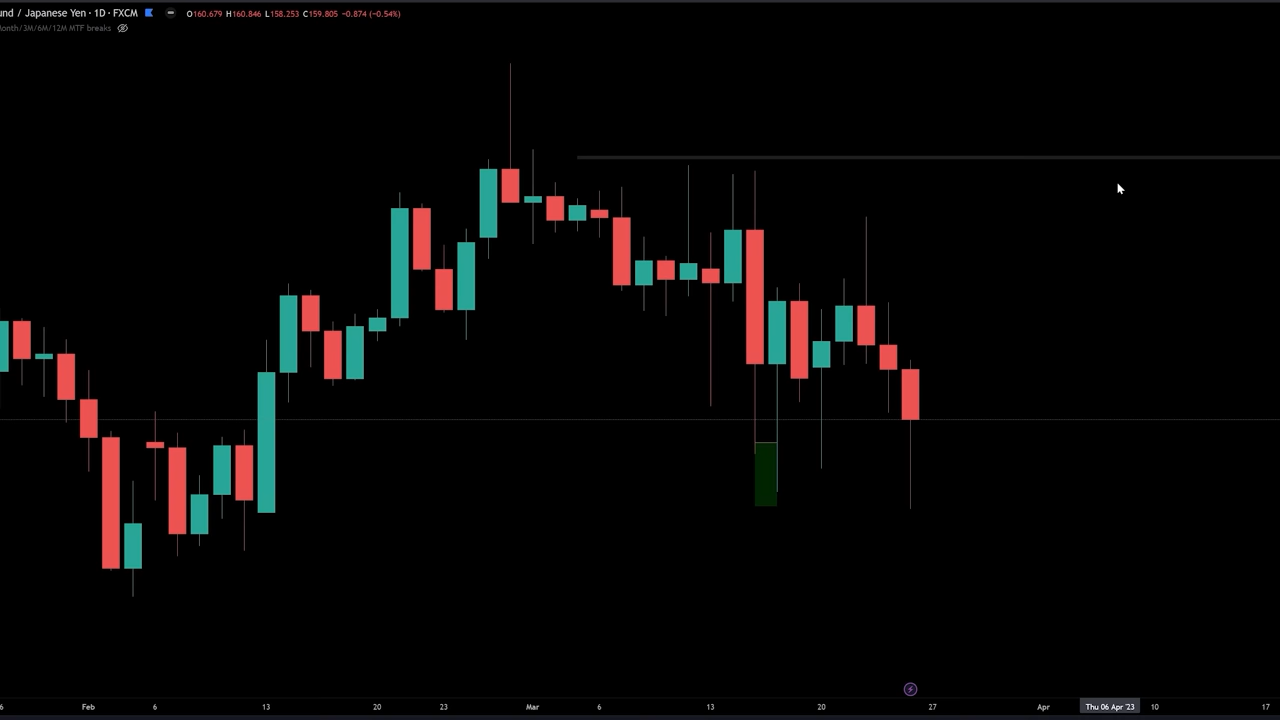 und / Japanese Yen · 1D · FXCM O160.679 H160.846 L158.253 C159.805 −0.874 (−0.54%)
Month/3M/6M/12M MTF breaks
6 Feb 6 13 20 23 Mar 6 13 20 27 Apr Thu 06 Apr '23 10 17